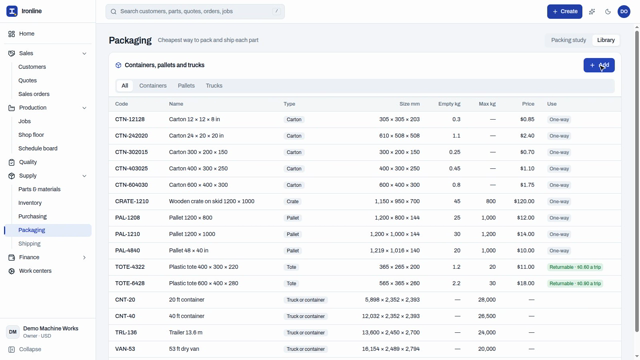 Ironline
Search customers, parts, quotes, orders, jobs
/
Create
DO
Home
Sales
Customers
Quotes
Sales orders
Production
Jobs
Shop floor
Schedule board
Quality
Supply
Parts & materials
Inventory
Purchasing
Packaging
Shipping
Finance
Work centers
DM
Demo Machine Works
Owner · USD
Collapse
Packaging
Cheapest way to pack and ship each part
Packing study
Library
Containers, pallets and trucks
Add
All Containers Pallets Trucks
Code Name Type Size mm Empty kg Max kg Price Use
CTN-12128 Carton 12 × 12 × 8 in Carton 305 × 305 × 203 0.3 — $0.85 One-way
CTN-242020 Carton 24 × 20 × 20 in Carton 610 × 508 × 508 1.1 — $2.40 One-way
CTN-302015 Carton 300 × 200 × 150 Carton 300 × 200 × 150 0.25 — $0.70 One-way
CTN-403025 Carton 400 × 300 × 250 Carton 400 × 300 × 250 0.45 — $1.10 One-way
CTN-604030 Carton 600 × 400 × 300 Carton 600 × 400 × 300 0.8 — $1.75 One-way
CRATE-1210 Wooden crate on skid 1200 × 1000 Crate 1,150 × 950 × 700 45 800 $120.00 One-way
PAL-1208 Pallet 1200 × 800 Pallet 1,200 × 800 × 144 25 1,000 $12.00 One-way
PAL-1210 Pallet 1200 × 1000 Pallet 1,200 × 1,000 × 144 30 1,200 $14.00 One-way
PAL-4840 Pallet 48 × 40 in Pallet 1,219 × 1,016 × 140 20 1,000 $10.00 One-way
TOTE-4322 Plastic tote 400 × 300 × 220 Tote 365 × 265 × 200 1.2 20 $11.00 Returnable · $0.60 a trip
TOTE-6428 Plastic tote 600 × 400 × 280 Tote 565 × 365 × 260 2.2 30 $18.00 Returnable · $0.90 a trip
CNT-20 20 ft container Truck or container 5,898 × 2,352 × 2,393 — 28,000 —
CNT-40 40 ft container Truck or container 12,032 × 2,352 × 2,393 — 26,500 —
TRL-136 Trailer 13.6 m Truck or container 13,600 × 2,450 × 2,700 — 24,000 —
VAN-53 53 ft dry van Truck or container 16,154 × 2,489 × 2,794 — 20,000 —